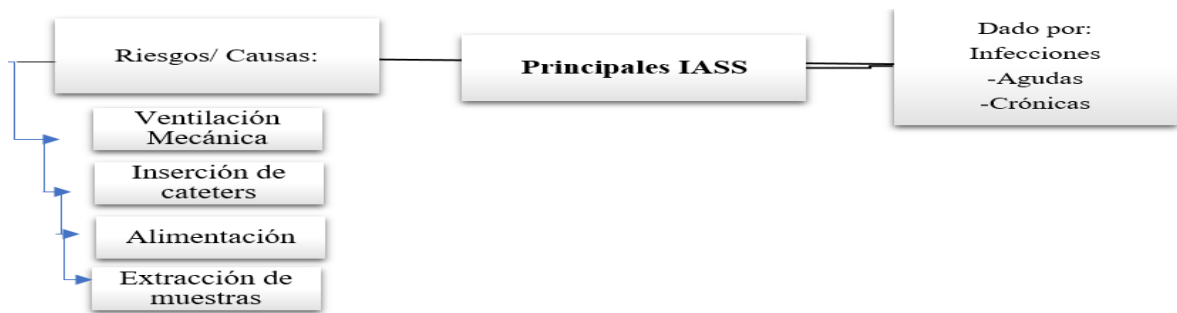 Riesgos/ Causas:
Principales IASS
Dado por:
Infecciones
-Agudas
-Crónicas
Ventilación
Mecánica
Inserción de
cateters
Alimentación
Extracción de
muestras